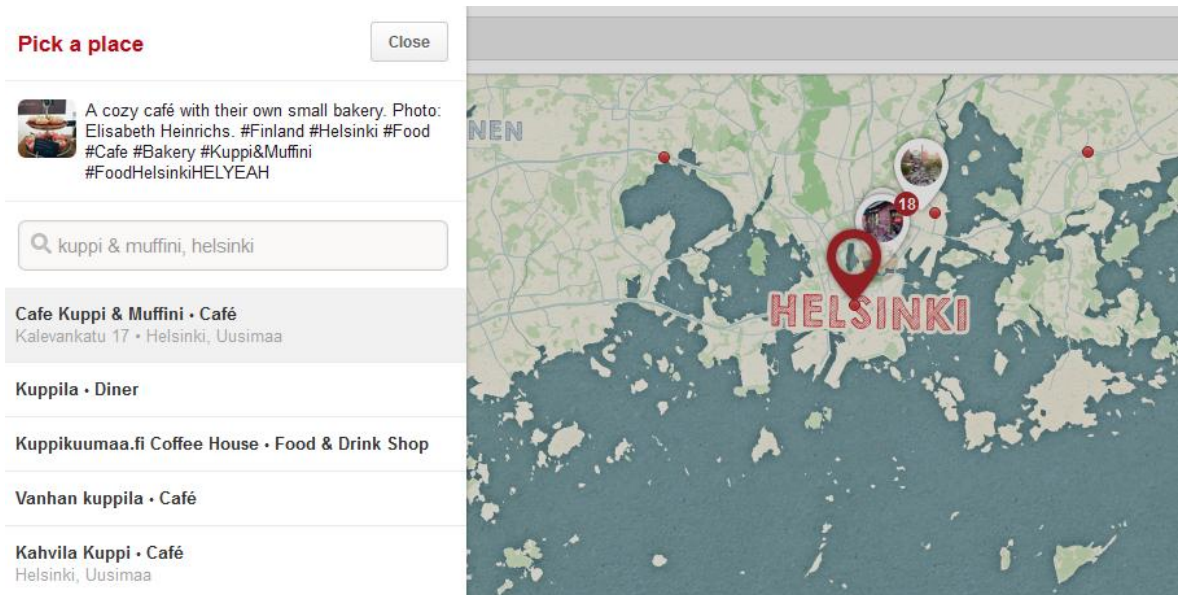 Pick a place
Close
A cozy café with their own small bakery. Photo:
Elisabeth Heinrichs. #Finland #Helsinki #Food
#Cafe #Bakery #Kuppi&Muffini
#FoodHelsinkiHELYEAH
kuppi & muffini, helsinki
Cafe Kuppi & Muffini • Café
Kalevankatu 17 • Helsinki, Uusimaa
Kuppila • Diner
Kuppikuumaa.fi Coffee House • Food & Drink Shop
Vanhan kuppila • Café
Kahvila Kuppi • Café
Helsinki, Uusimaa
NEN
18
HELSINKI